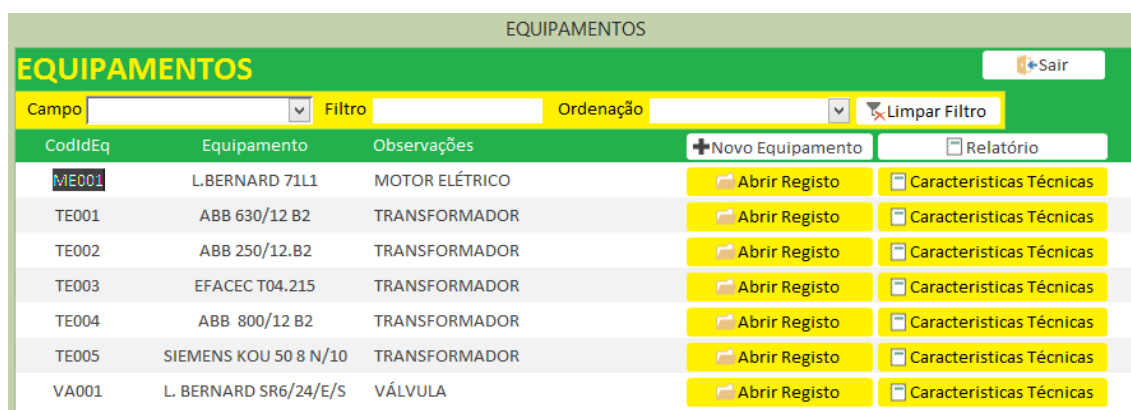 EQUIPAMENTOS
EQUIPAMENTOS Sair
Campo Filtro Ordenação Limpar Filtro
CodIdEq Equipamento Observações Novo Equipamento Relatório
ME001 L.BERNARD 71L1 MOTOR ELÉTRICO Abrir Registo Caracteristicas Técnicas
TE001 ABB 630/12 B2 TRANSFORMADOR Abrir Registo Caracteristicas Técnicas
TE002 ABB 250/12.B2 TRANSFORMADOR Abrir Registo Caracteristicas Técnicas
TE003 EFACEC T04.215 TRANSFORMADOR Abrir Registo Caracteristicas Técnicas
TE004 ABB 800/12 B2 TRANSFORMADOR Abrir Registo Caracteristicas Técnicas
TE005 SIEMENS KOU 50 8 N/10 TRANSFORMADOR Abrir Registo Caracteristicas Técnicas
VA001 L. BERNARD SR6/24/E/S VÁLVULA Abrir Registo Caracteristicas Técnicas